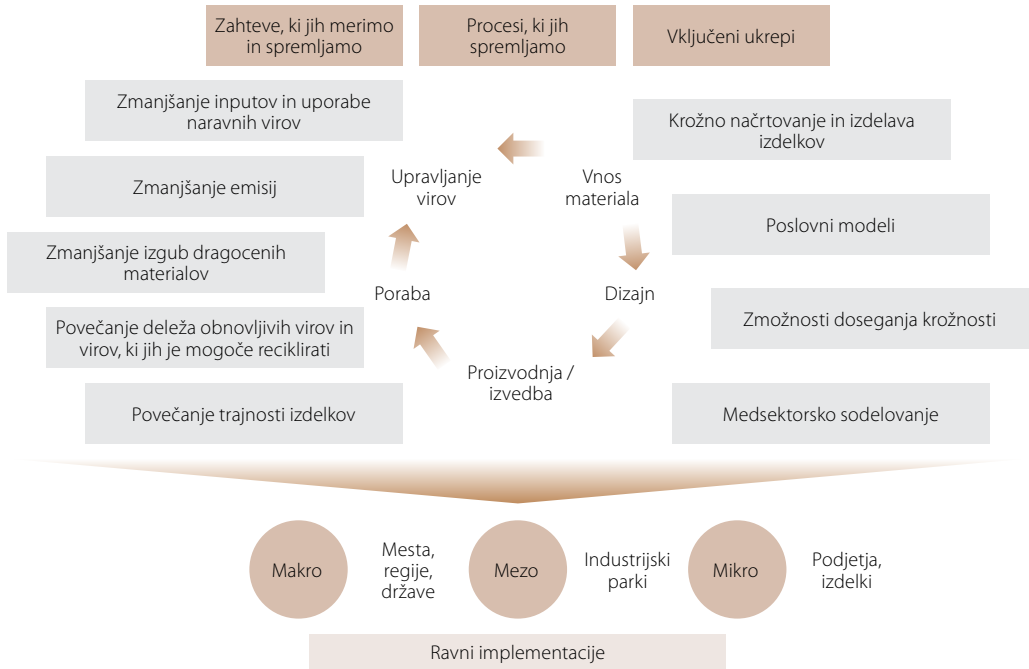 Zahteve, ki jih merimo
in spremljamo
Procesi, ki jih
spremljamo
Vključeni ukrepi
Zmanjšanje inputov in uporabe
naravnih virov
Zmanjšanje emisij
Zmanjšanje izgub dragocenih
materialov
Povečanje deleža obnovljivih virov in
virov, ki jih je mogoče reciklirati
Povečanje trajnosti izdelkov
Upravljanje
virov
Vnos
materiala
Poraba
Dizajn
Proizvodnja /
izvedba
Krožno načrtovanje in izdelava
izdelkov
Poslovni modeli
Zmožnosti doseganja krožnosti
Medsektorsko sodelovanje
Makro
Mesta,
regije,
države
Mezo
Industrijski
parki
Mikro
Podjetja,
izdelki
Ravni implementacije